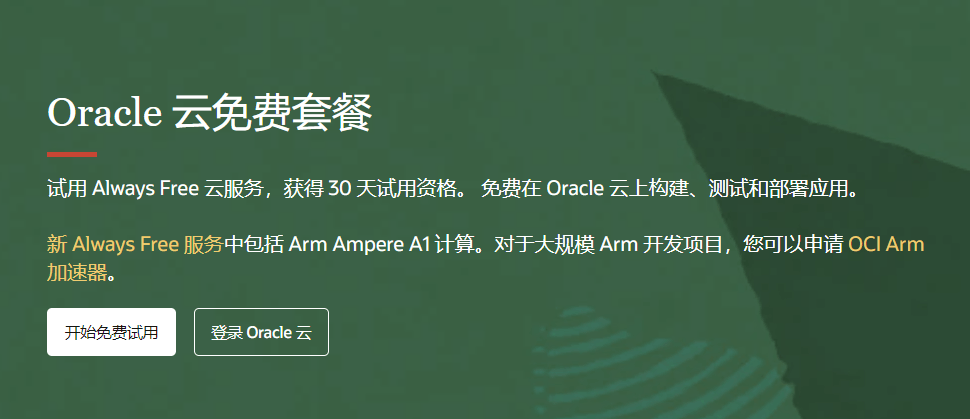 Oracle 云免费套餐
试用 Always Free 云服务，获得 30 天试用资格。 免费在 Oracle 云上构建、测试和部署应用。
新 Always Free 服务中包括 Arm Ampere A1 计算。对于大规模 Arm 开发项目，您可以申请 OCI Arm
加速器。
开始免费试用 登录 Oracle 云